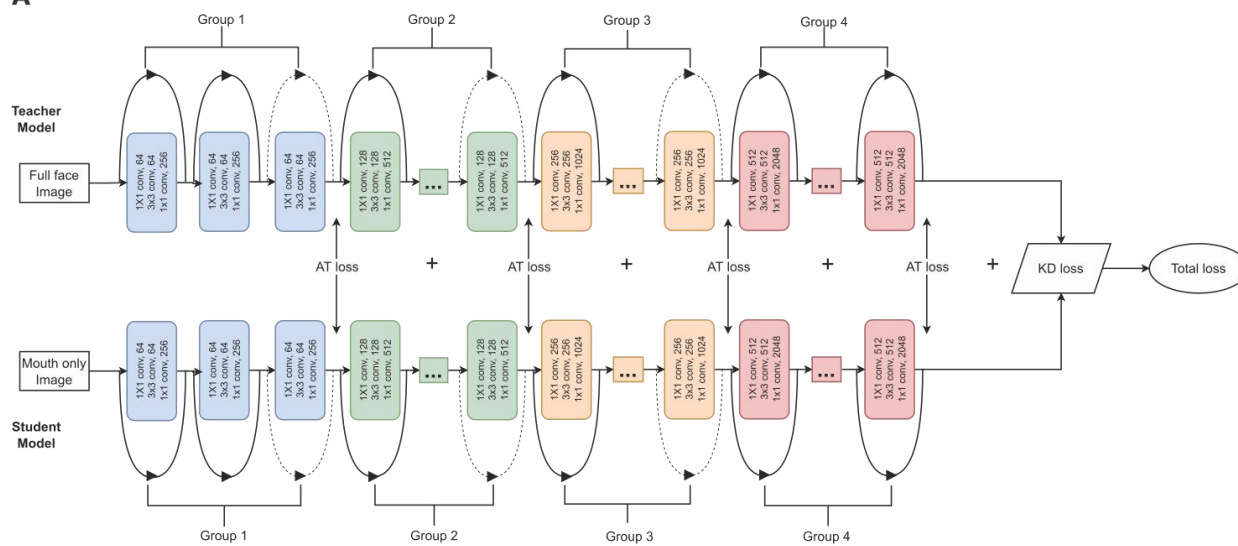 A
Group 1
Group 2
Group 3
Group 4
Teacher
Model
Full face
Image
1X1 conv, 64
3x3 conv, 64
1x1 conv, 256
1X1 conv, 64
3x3 conv, 64
1x1 conv, 256
1X1 conv, 64
3x3 conv, 64
1x1 conv, 256
1X1 conv, 128
3x3 conv, 128
1x1 conv, 512
...
1X1 conv, 128
3x3 conv, 128
1x1 conv, 512
1X1 conv, 256
3x3 conv, 256
1x1 conv, 1024
...
1X1 conv, 256
3x3 conv, 256
1x1 conv, 1024
1X1 conv, 512
3x3 conv, 512
1x1 conv, 2048
...
1X1 conv, 512
3x3 conv, 512
1x1 conv, 2048
AT loss
+
AT loss
+
AT loss
+
AT loss
+
KD loss
Total loss
Mouth only
Image
Student
Model
1X1 conv, 64
3x3 conv, 64
1x1 conv, 256
1X1 conv, 64
3x3 conv, 64
1x1 conv, 256
1X1 conv, 64
3x3 conv, 64
1x1 conv, 256
1X1 conv, 128
3x3 conv, 128
1x1 conv, 512
...
1X1 conv, 128
3x3 conv, 128
1x1 conv, 512
1X1 conv, 256
3x3 conv, 256
1x1 conv, 1024
...
1X1 conv, 256
3x3 conv, 256
1x1 conv, 1024
1X1 conv, 512
3x3 conv, 512
1x1 conv, 2048
...
1X1 conv, 512
3x3 conv, 512
1x1 conv, 2048
Group 1
Group 2
Group 3
Group 4